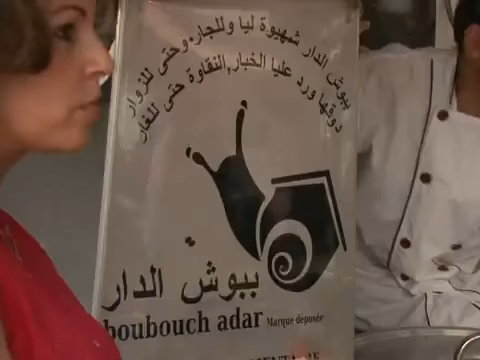 ببوش الدار شهيوة ليا وللجار.وحتى للزوار
دوقها ورد عليا الخبار,النقاوة حتى للغار
ببوش الدار
boubouch adar Marque déposée